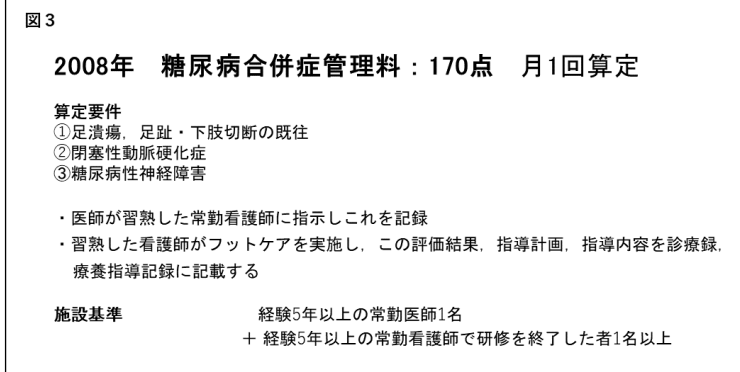 図3
2008年　糖尿病合併症管理料：170点　月1回算定
算定要件
①足潰瘍，足趾・下肢切断の既往
②閉塞性動脈硬化症
③糖尿病性神経障害
・医師が習熟した常勤看護師に指示しこれを記録
・習熟した看護師がフットケアを実施し，この評価結果，指導計画，指導内容を診療録，
療養指導記録に記載する
施設基準　経験5年以上の常勤医師1名
＋ 経験5年以上の常勤看護師で研修を終了した者1名以上